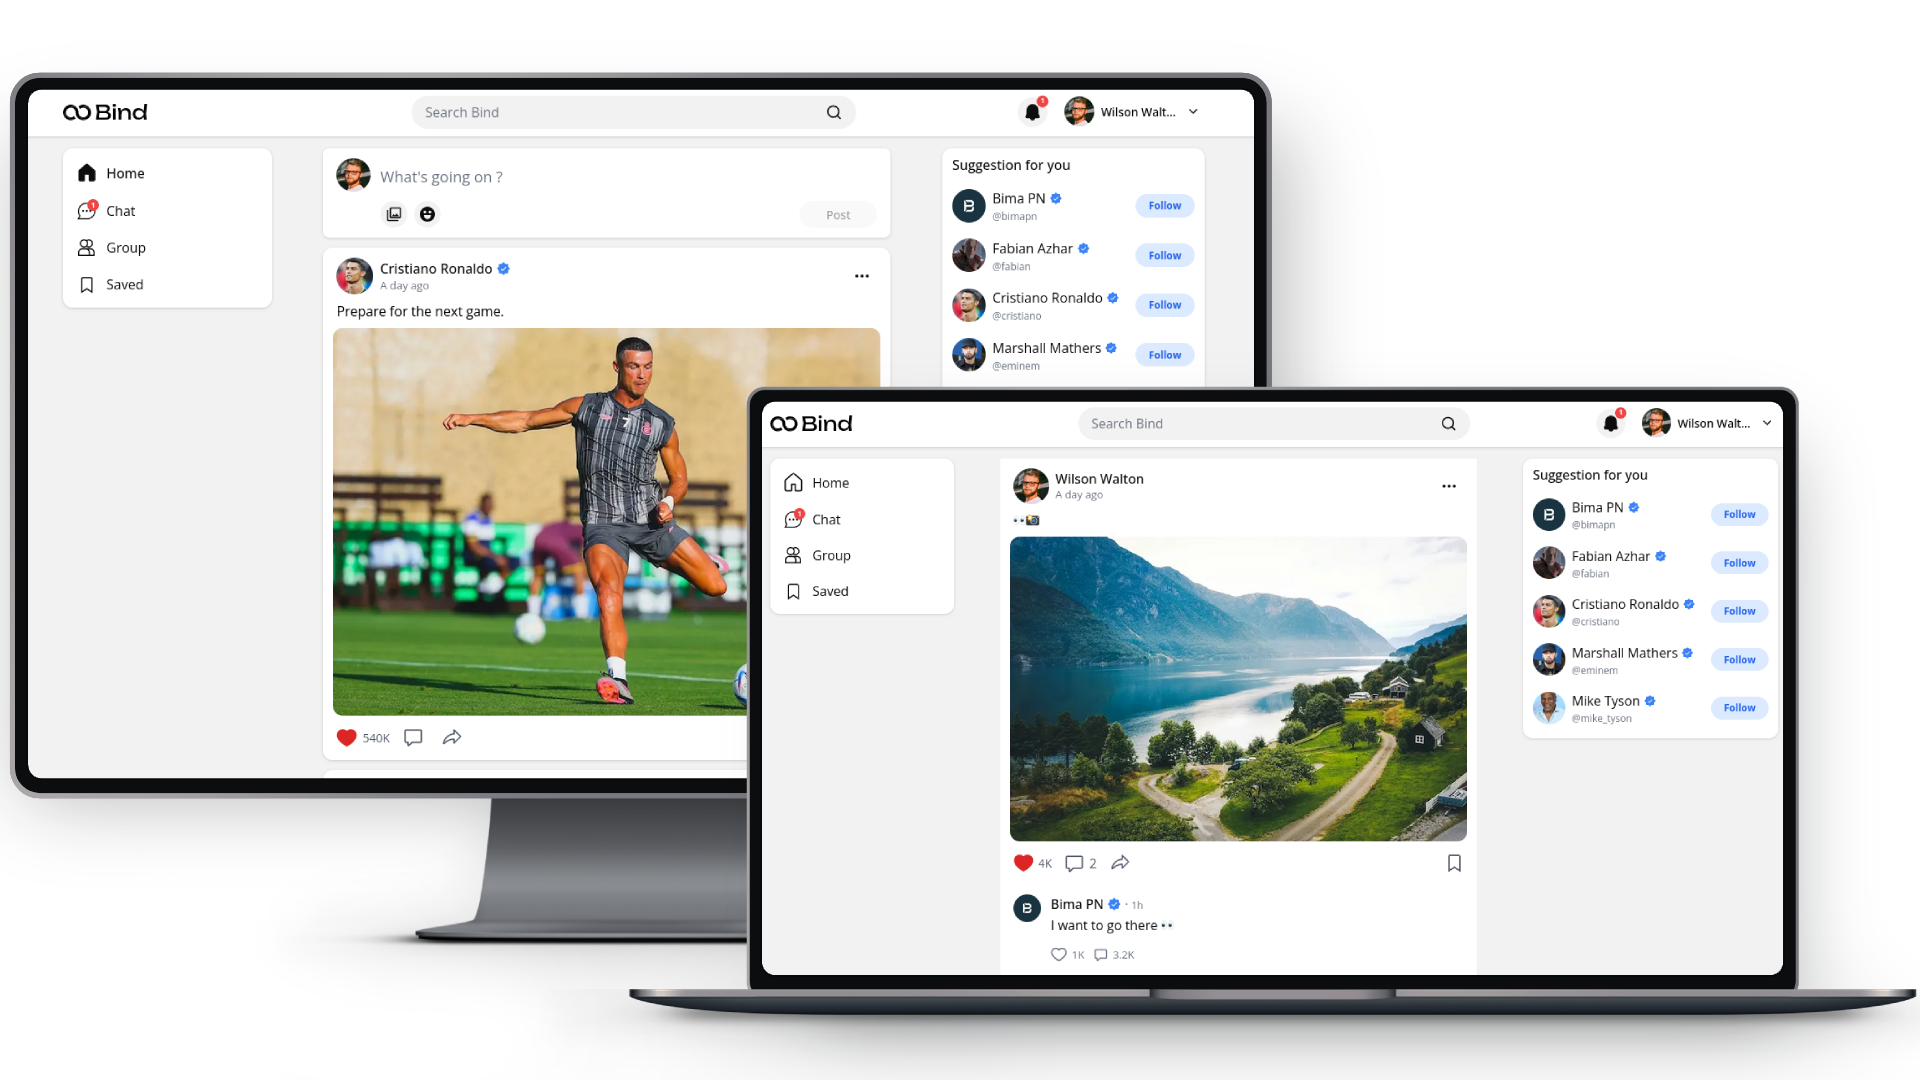 Bind
Search Bind
1
Wilson Walt...
Home
1
Chat
Group
Saved
What's going on ?
Post
Cristiano Ronaldo
A day ago
Prepare for the next game.
7
540K
Suggestion for you
B
Bima PN
@bimapn
Follow
Fabian Azhar
@fabian
Follow
Cristiano Ronaldo
@cristiano
Follow
Marshall Mathers
@eminem
Follow
Bind
Search Bind
1
Wilson Walt...
Home
1
Chat
Group
Saved
Wilson Walton
A day ago
👀📸
4K 2
B
Bima PN · 1h
I want to go there 👀
1K 3.2K
Suggestion for you
B
Bima PN
@bimapn
Follow
Fabian Azhar
@fabian
Follow
Cristiano Ronaldo
@cristiano
Follow
Marshall Mathers
@eminem
Follow
Mike Tyson
@mike_tyson
Follow